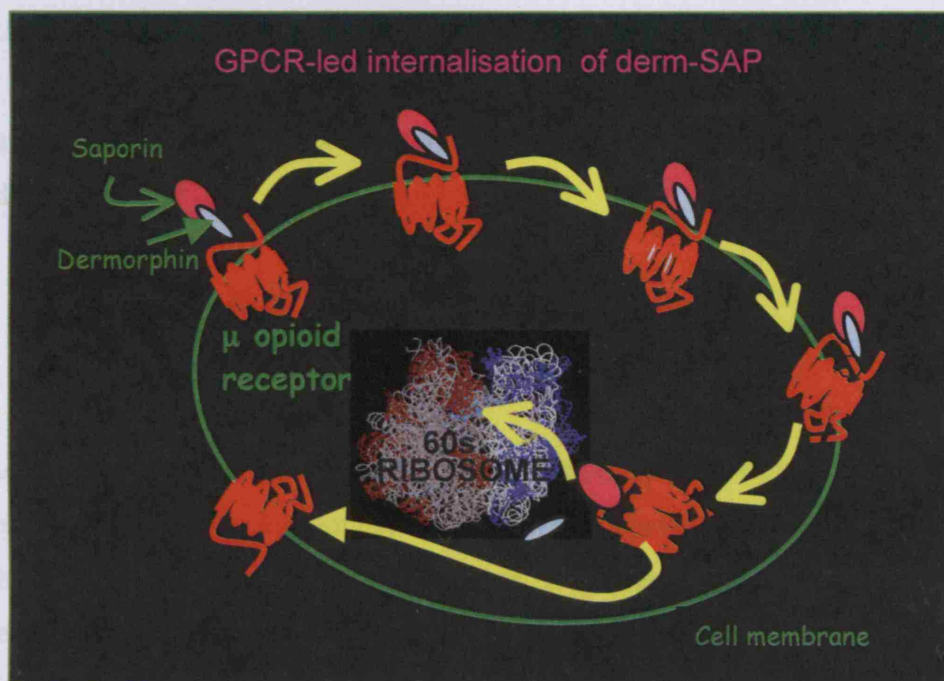 GPCR-led internalisation of derm-SAP
Saporin
Dermorphin
μ opioid
receptor
60s
RIBOSOME
Cell membrane